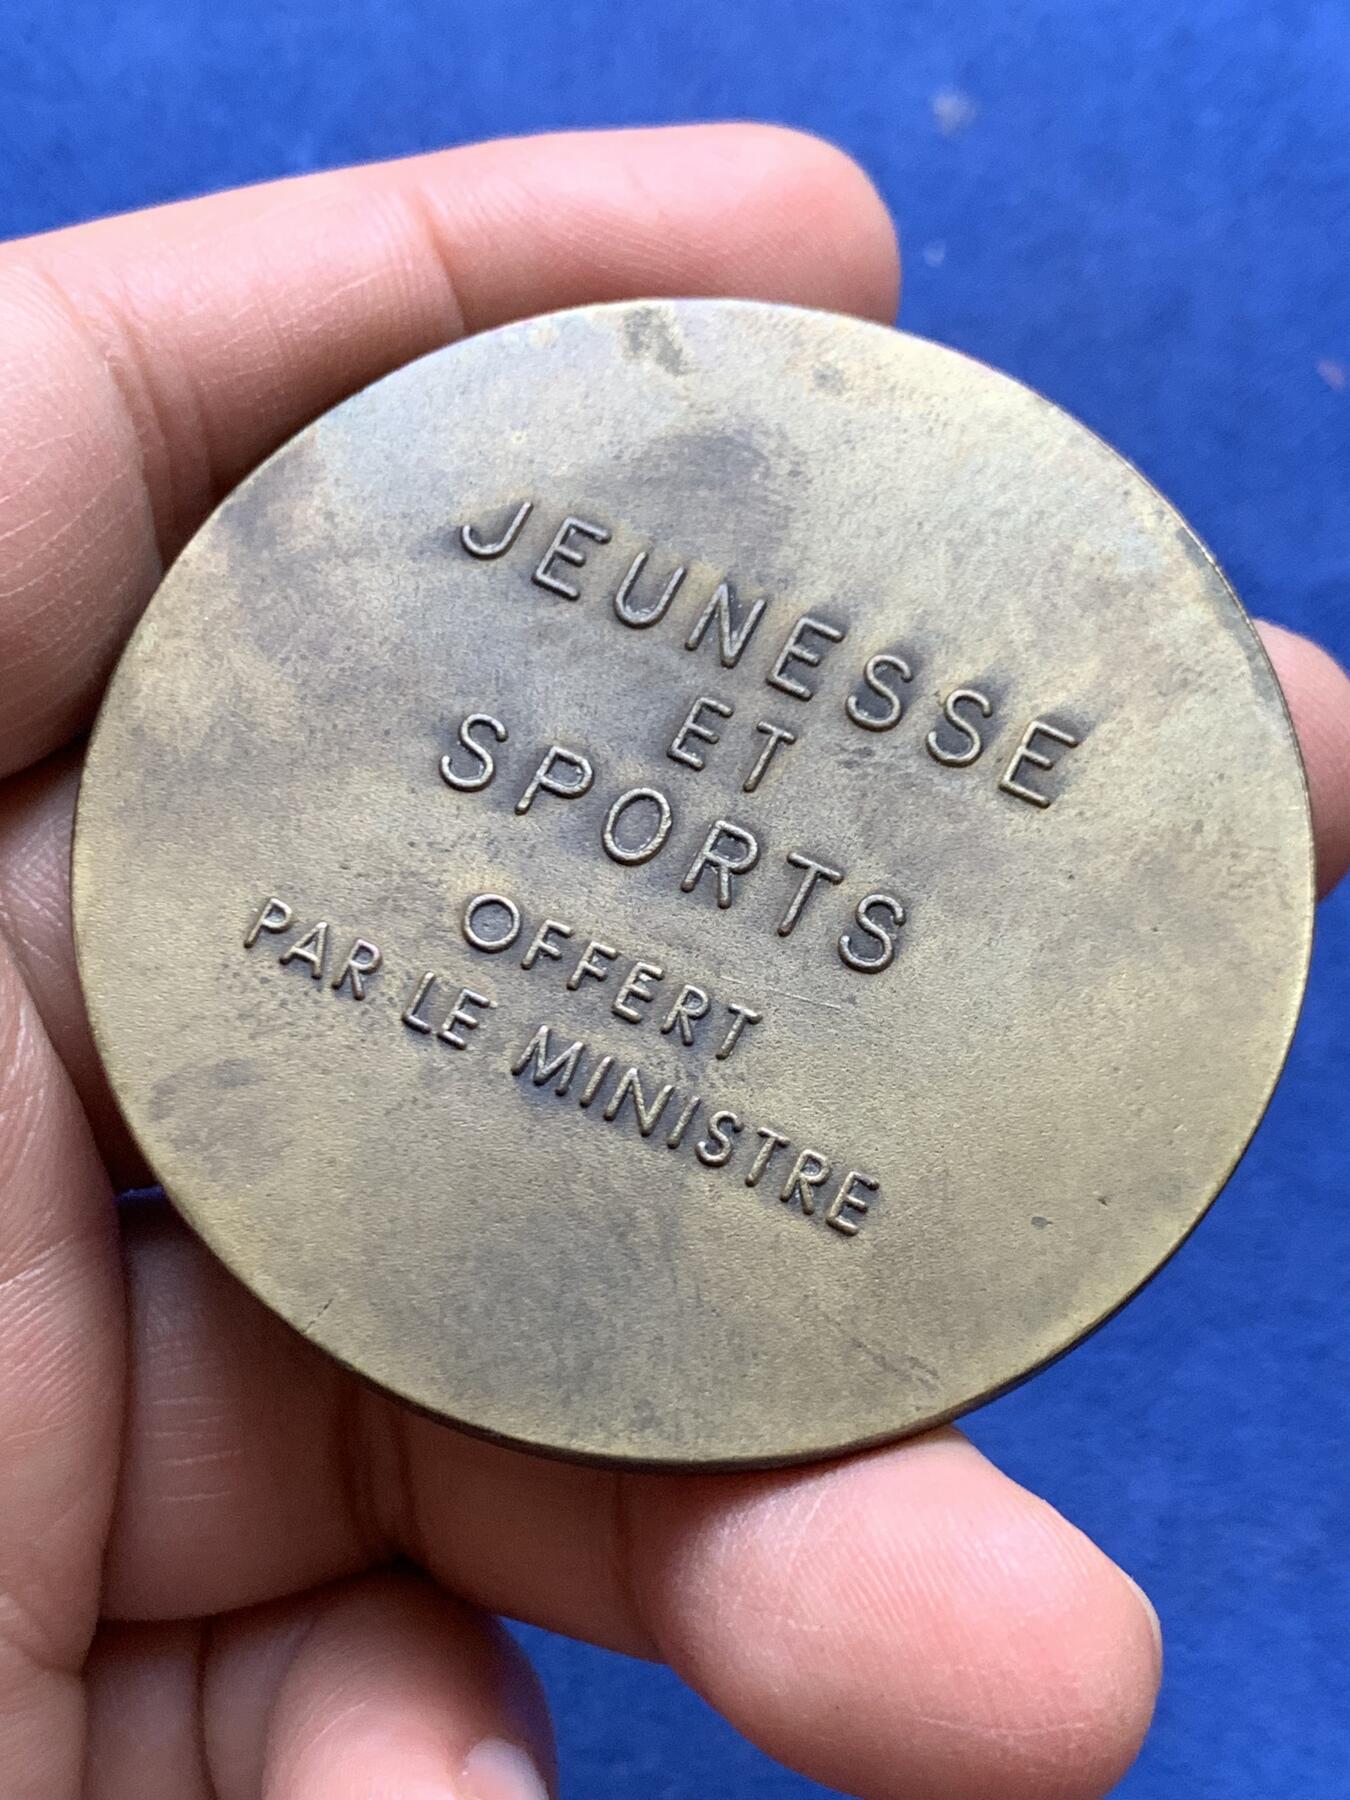 JEUNESSE
ET
SPORTS
OFFERT
PAR LE MINISTRE